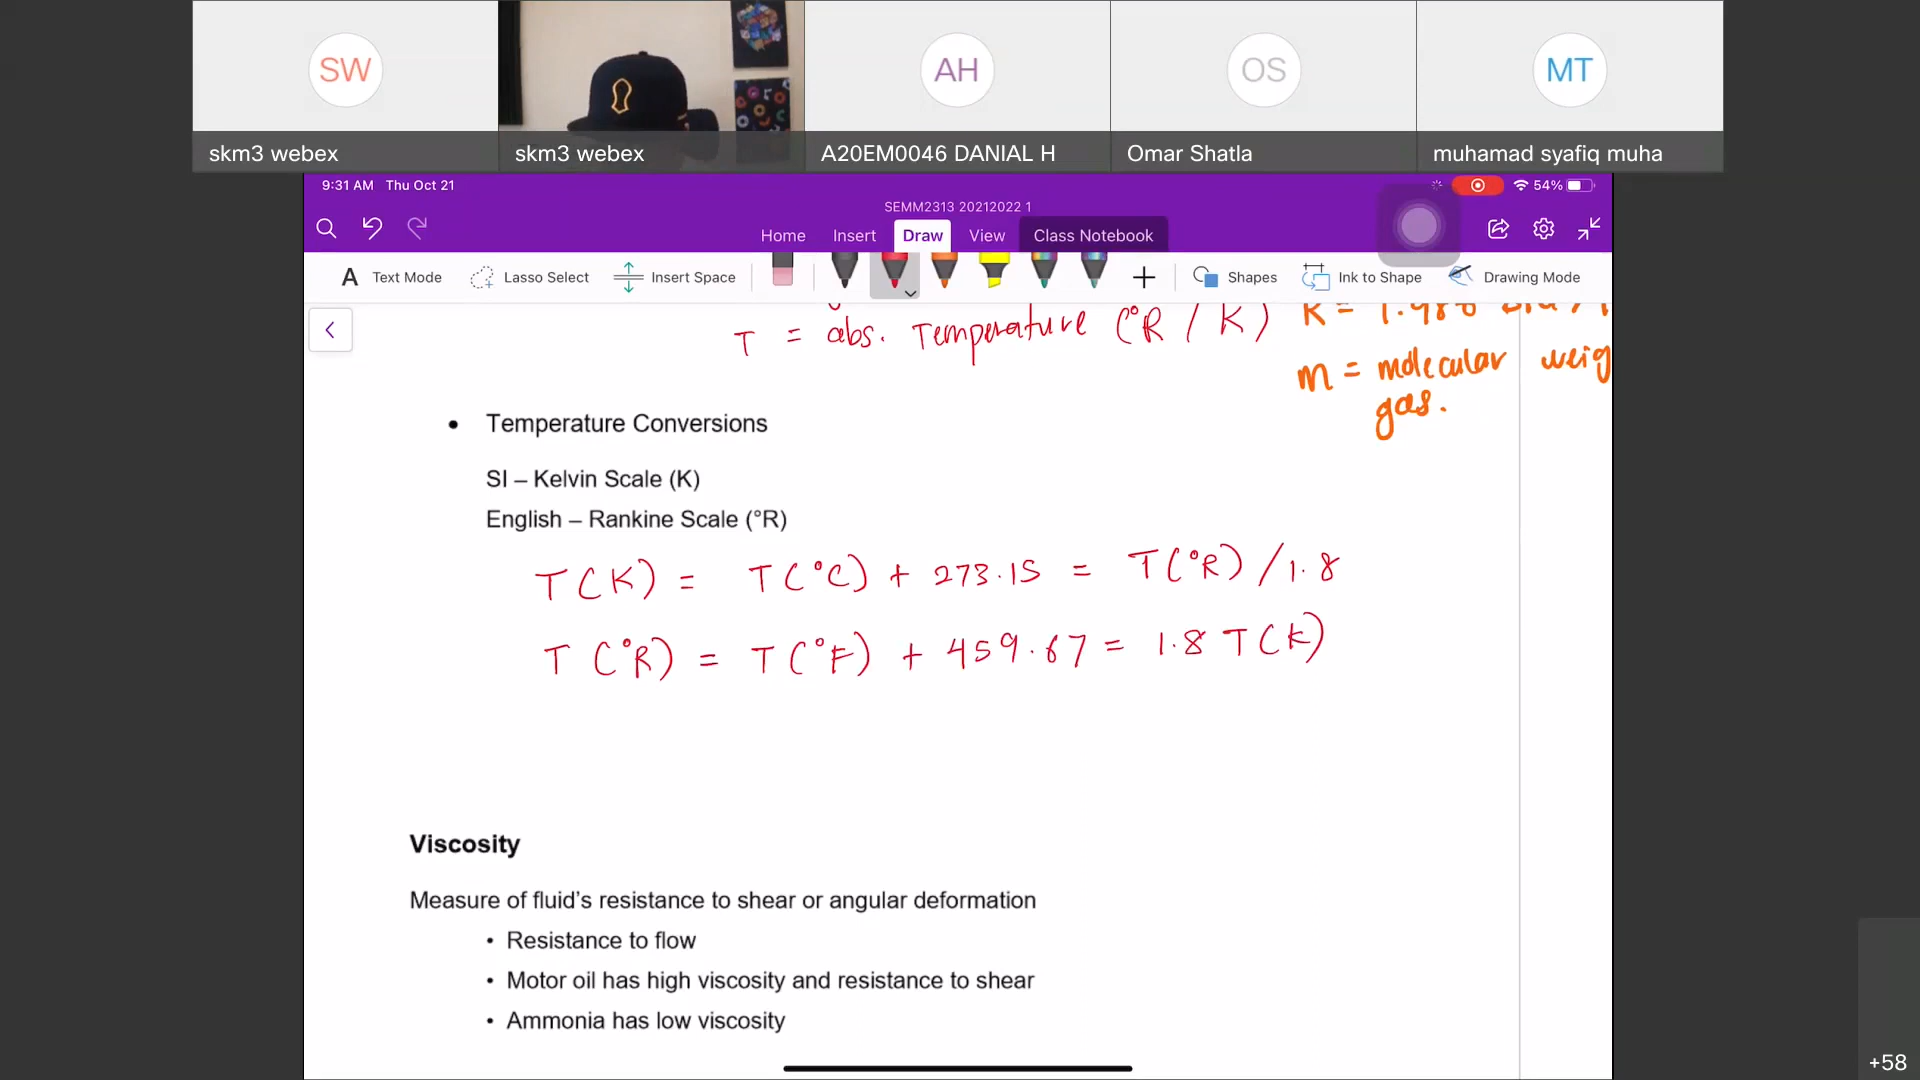 SW
AH
OS
MT
skm3 webex
skm3 webex
A20EM0046 DANIAL H
Omar Shatla
muhamad syafiq muha
9:31 AM Thu Oct 21
54%
SEMM2313 20212022 1
Home Insert Draw View Class Notebook
A Text Mode Lasso Select Insert Space Shapes Ink to Shape Drawing Mode
T = abs. Temperature (°R / K)
R = 1.986
m = molecular weig
gas.
• Temperature Conversions
SI – Kelvin Scale (K)
English – Rankine Scale (°R)
T(K) = T(°C) + 273.15 = T(°R) / 1.8
T(°R) = T(°F) + 459.67 = 1.8 T(K)
Viscosity
Measure of fluid’s resistance to shear or angular deformation
• Resistance to flow
• Motor oil has high viscosity and resistance to shear
• Ammonia has low viscosity
+58